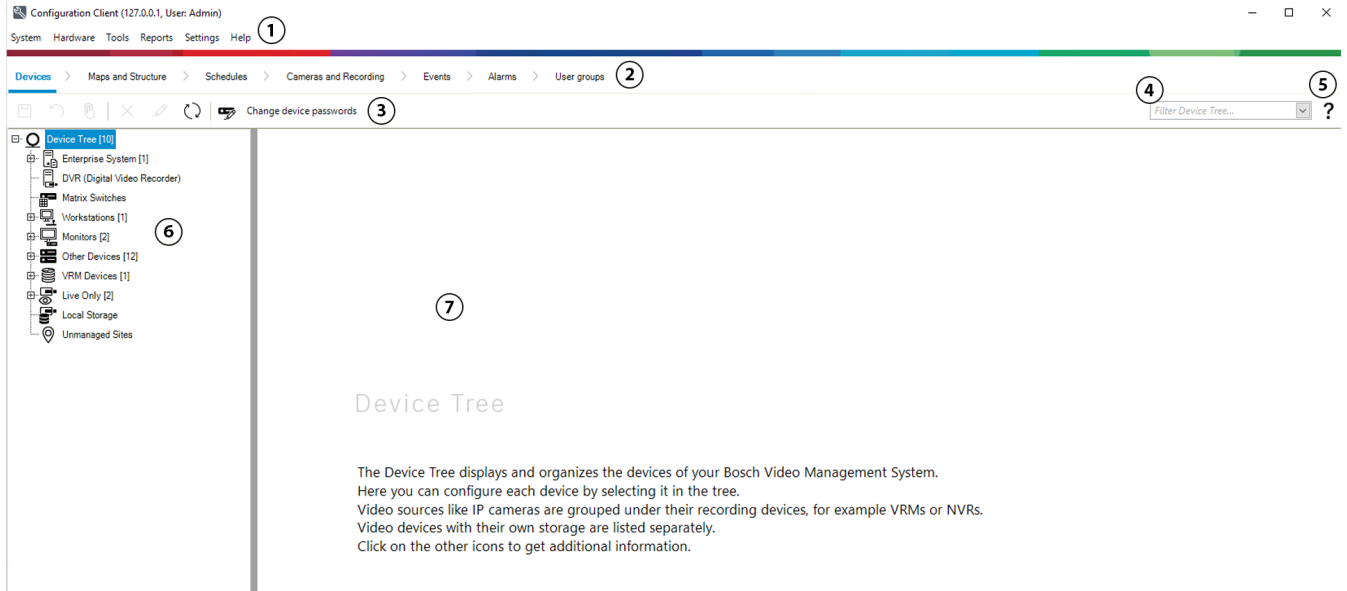 Configuration Client (127.0.0.1, User: Admin)
System Hardware Tools Reports Settings Help 1
Devices Maps and Structure Schedules Cameras and Recording Events Alarms User groups 2
Change device passwords 3
4
Filter Device Tree...
5
?
Device Tree [10]
Enterprise System [1]
DVR (Digital Video Recorder)
Matrix Switches
Workstations [1]
Monitors [2]
6
Other Devices [12]
VRM Devices [1]
Live Only [2]
Local Storage
Unmanaged Sites
7
Device Tree
The Device Tree displays and organizes the devices of your Bosch Video Management System.
Here you can configure each device by selecting it in the tree.
Video sources like IP cameras are grouped under their recording devices, for example VRMs or NVRs.
Video devices with their own storage are listed separately.
Click on the other icons to get additional information.